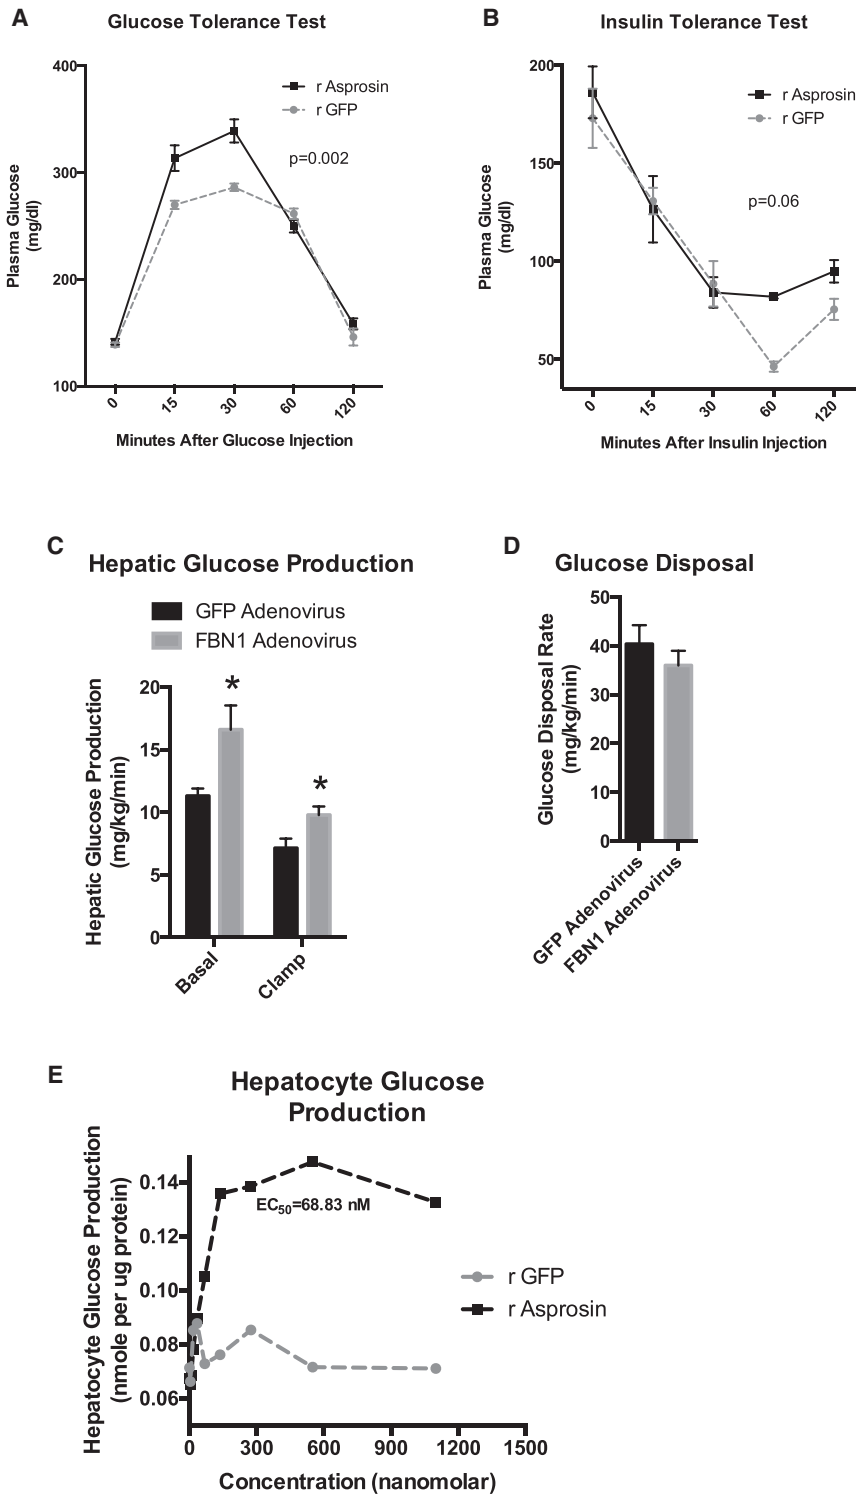 A
Glucose Tolerance Test
400
300
200
100
Plasma Glucose
(mg/dl)
r Asprosin
r GFP
p=0.002
0
15
30
60
120
Minutes After Glucose Injection
B
Insulin Tolerance Test
200
150
100
50
Plasma Glucose
(mg/dl)
r Asprosin
r GFP
p=0.06
0
15
30
60
120
Minutes After Insulin Injection
C
Hepatic Glucose Production
GFP Adenovirus
FBN1 Adenovirus
Hepatic Glucose Production
(mg/kg/min)
20
15
10
5
0
*
*
Basal
Clamp
D
Glucose Disposal
Glucose Disposal Rate
(mg/kg/min)
50
40
30
20
10
0
GFP Adenovirus
FBN1 Adenovirus
E
Hepatocyte Glucose
Production
Hepatocyte Glucose Production
(nmole per ug protein)
0.14
0.12
0.10
0.08
0.06
EC₅₀=68.83 nM
r GFP
r Asprosin
0
300
600
900
1200
1500
Concentration (nanomolar)